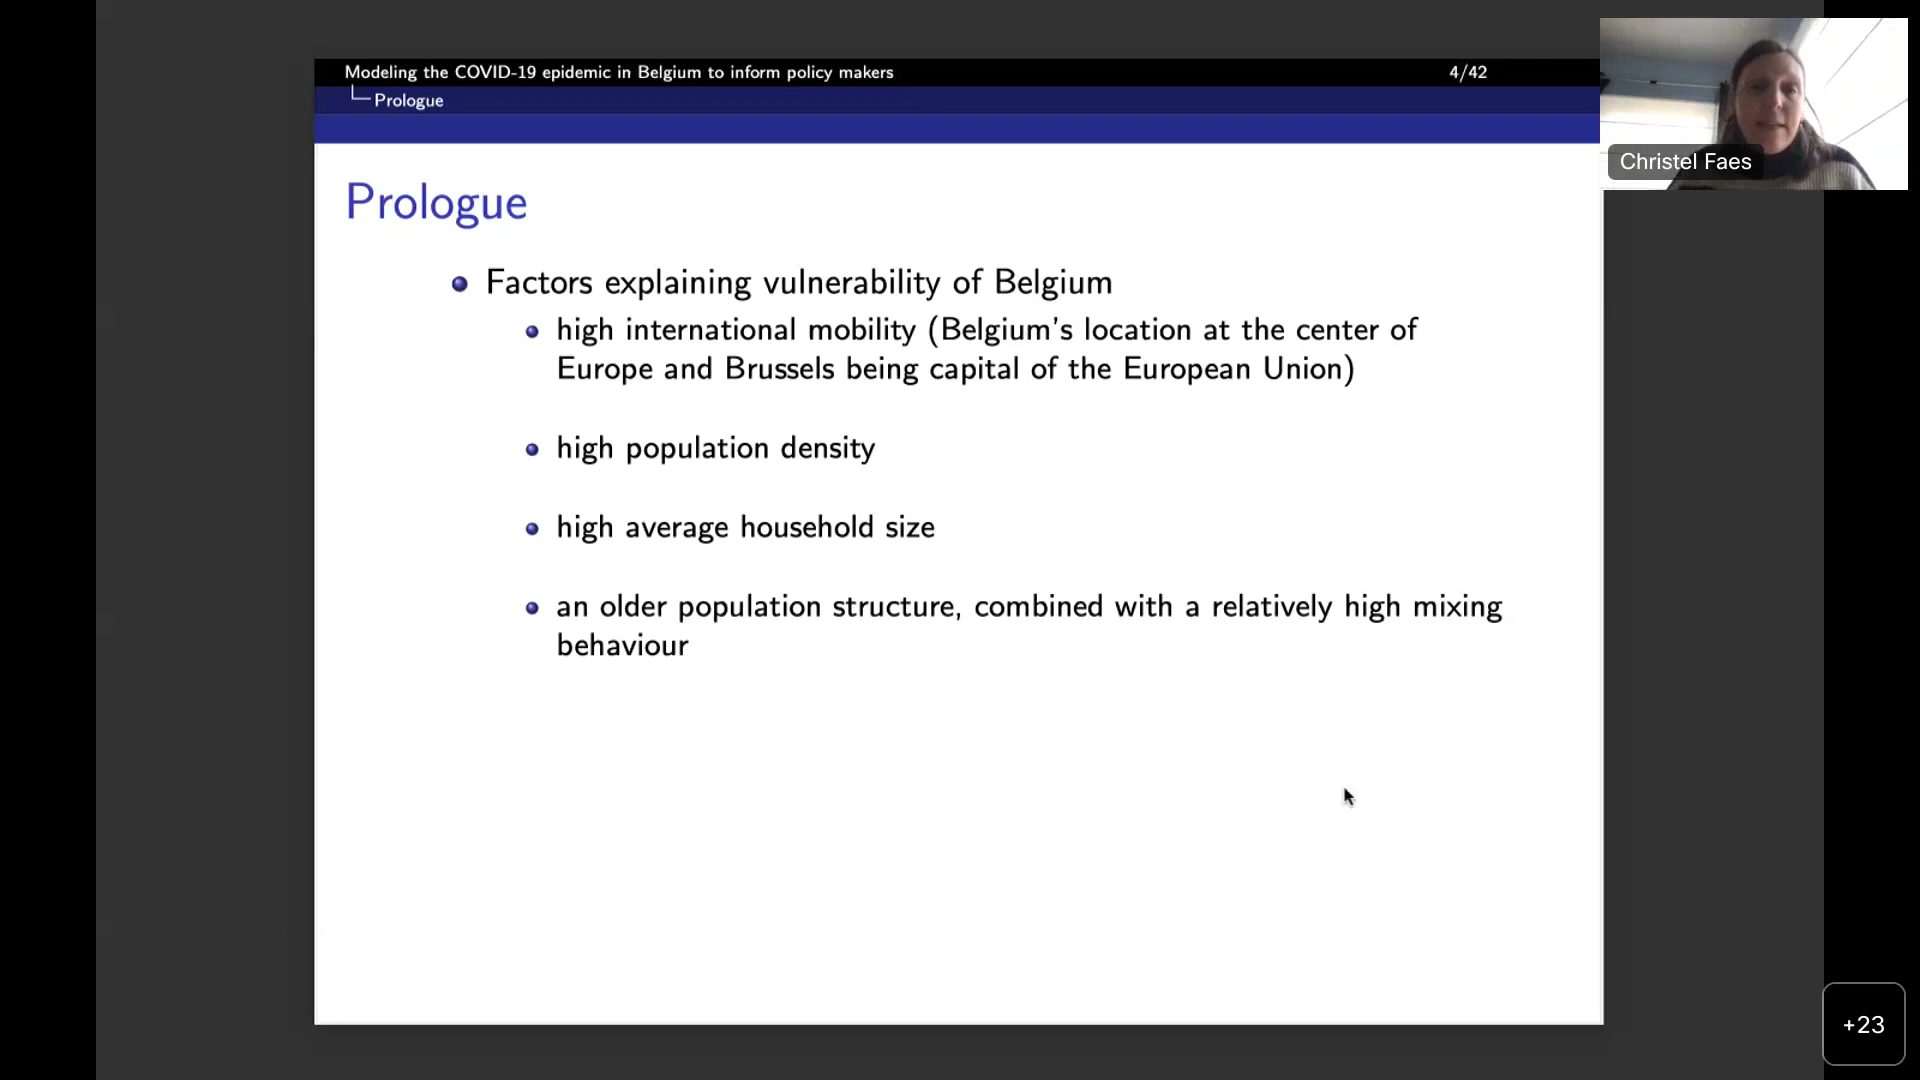 Modeling the COVID-19 epidemic in Belgium to inform policy makers 4/42
Prologue
Christel Faes
Prologue
Factors explaining vulnerability of Belgium
high international mobility (Belgium's location at the center of
Europe and Brussels being capital of the European Union)
high population density
high average household size
an older population structure, combined with a relatively high mixing
behaviour
+23